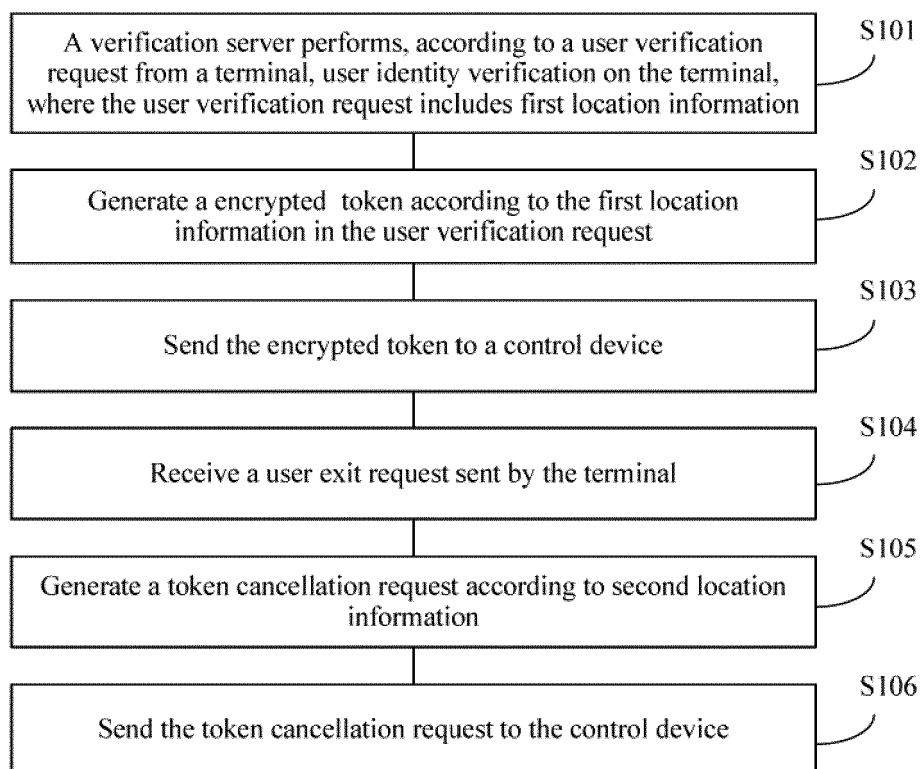 S101
A verification server performs, according to a user verification
request from a terminal, user identity verification on the terminal,
where the user verification request includes first location information
S102
Generate a encrypted token according to the first location
information in the user verification request
S103
Send the encrypted token to a control device
S104
Receive a user exit request sent by the terminal
S105
Generate a token cancellation request according to second location
information
S106
Send the token cancellation request to the control device